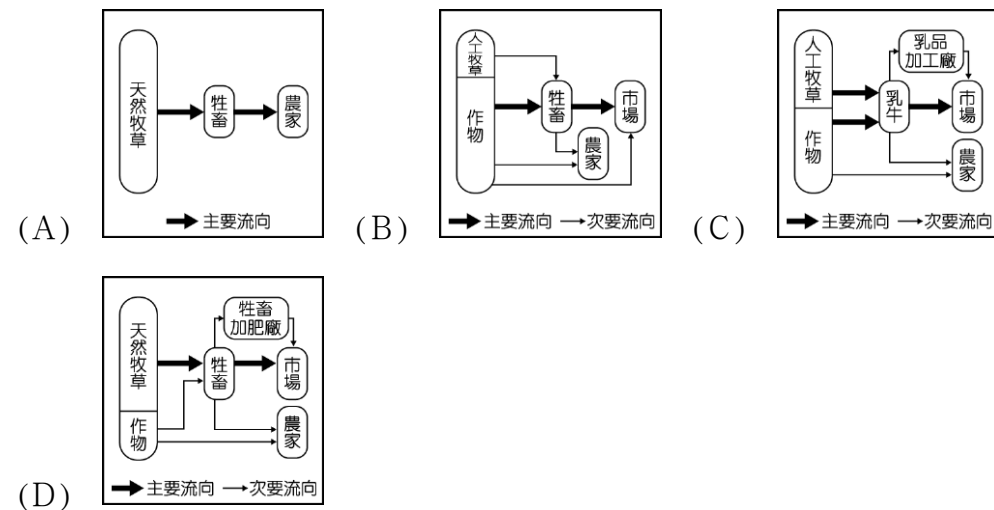 天然牧草
牲畜
農家
主要流向
(A)
人工牧草
作物
牲畜
市場
農家
主要流向 次要流向
(B)
人工牧草
作物
乳品
加工廠
乳牛
市場
農家
主要流向 次要流向
(C)
天然牧草
作物
牲畜
加肥廠
牲畜
市場
農家
主要流向 次要流向
(D)